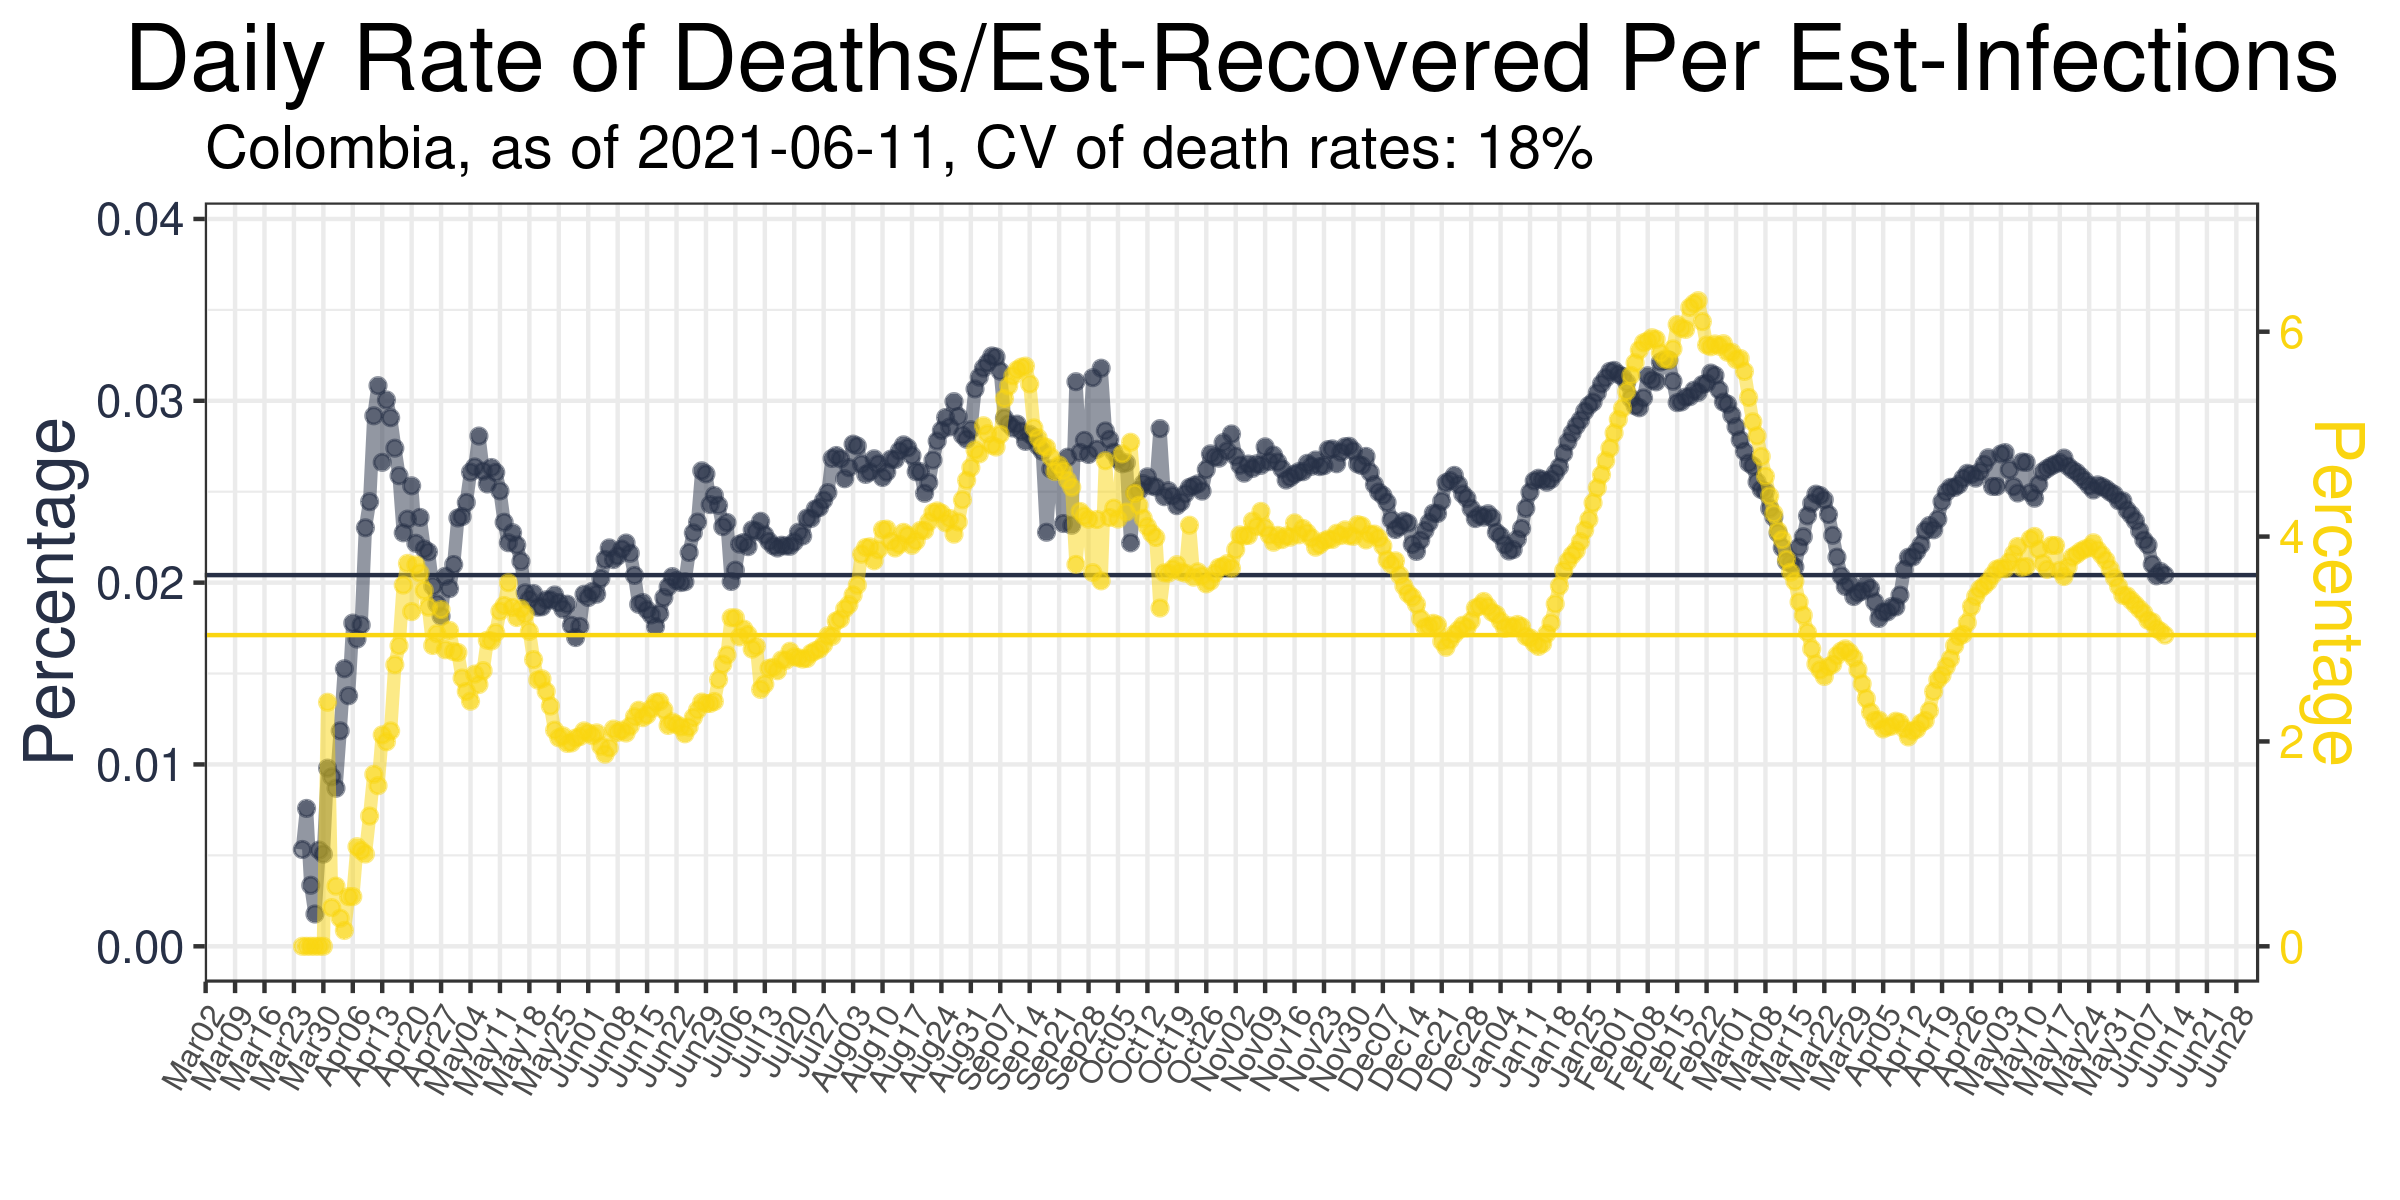 Daily Rate of Deaths/Est-Recovered Per Est-Infections
Colombia, as of 2021-06-11, CV of death rates: 18%
Percentage
0.04
0.03
0.02
0.01
0.00
6
4
2
0
Percentage
Mar02
Mar09
Mar16
Mar23
Mar30
Apr06
Apr13
Apr20
Apr27
May04
May11
May18
May25
Jun01
Jun08
Jun15
Jun22
Jun29
Jul06
Jul13
Jul20
Jul27
Aug03
Aug10
Aug17
Aug24
Aug31
Sep07
Sep14
Sep21
Sep28
Oct05
Oct12
Oct19
Oct26
Nov02
Nov09
Nov16
Nov23
Nov30
Dec07
Dec14
Dec21
Dec28
Jan04
Jan11
Jan18
Jan25
Feb01
Feb08
Feb15
Feb22
Mar01
Mar08
Mar15
Mar22
Mar29
Apr05
Apr12
Apr19
Apr26
May03
May10
May17
May24
May31
Jun07
Jun14
Jun21
Jun28